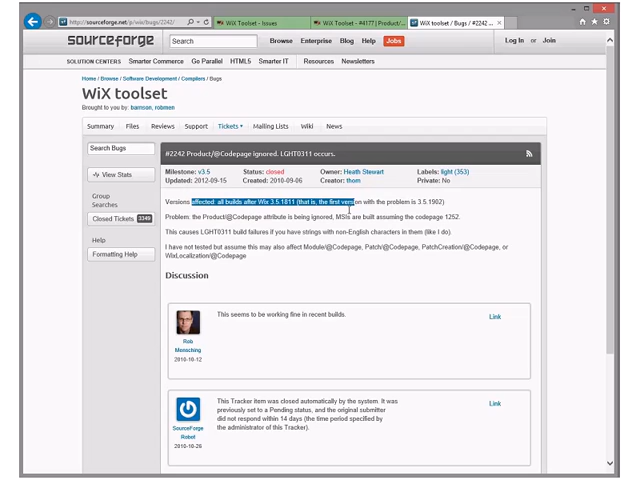 http://sourceforge.net/p/wix/bugs/2242/
WiX Toolset - Issues
WiX Toolset - #4177 | Product/...
WiX toolset / Bugs / #2242 ...
sourceforge
Search
Browse Enterprise Blog Help Jobs
Log In or Join
SOLUTION CENTERS Smarter Commerce Go Parallel HTML5 Smarter IT Resources Newsletters
Home / Browse / Software Development / Compilers / Bugs
WiX toolset
Brought to you by: barnson, robmen
Summary Files Reviews Support Tickets Mailing Lists Wiki News
Search Bugs
View Stats
Group
Searches
Closed Tickets 3349
Help
Formatting Help
#2242 Product/@Codepage ignored. LGHT0311 occurs.
Milestone: v3.5 Status: closed Owner: Heath Stewart Labels: light (353)
Updated: 2012-09-15 Created: 2010-09-06 Creator: thom Private: No
Versions affected: all builds after Wix 3.5.1811 (that is, the first version with the problem is 3.5.1902)
Problem: the Product/@Codepage attribute is being ignored, MSIs are built assuming the codepage 1252.
This causes LGHT0311 build failures if you have strings with non-English characters in them (like I do)
I have not tested but assume this may also affect Module/@Codepage, Patch/@Codepage, PatchCreation/@Codepage, or
WixLocalization/@Codepage
Discussion
This seems to be working fine in recent builds.
Link
Rob
Mensching
2010-10-12
This Tracker item was closed automatically by the system. It was
previously set to a Pending status, and the original submitter
did not respond within 14 days (the time period specified by
the administrator of this Tracker).
Link
SourceForge
Robot
2010-10-26